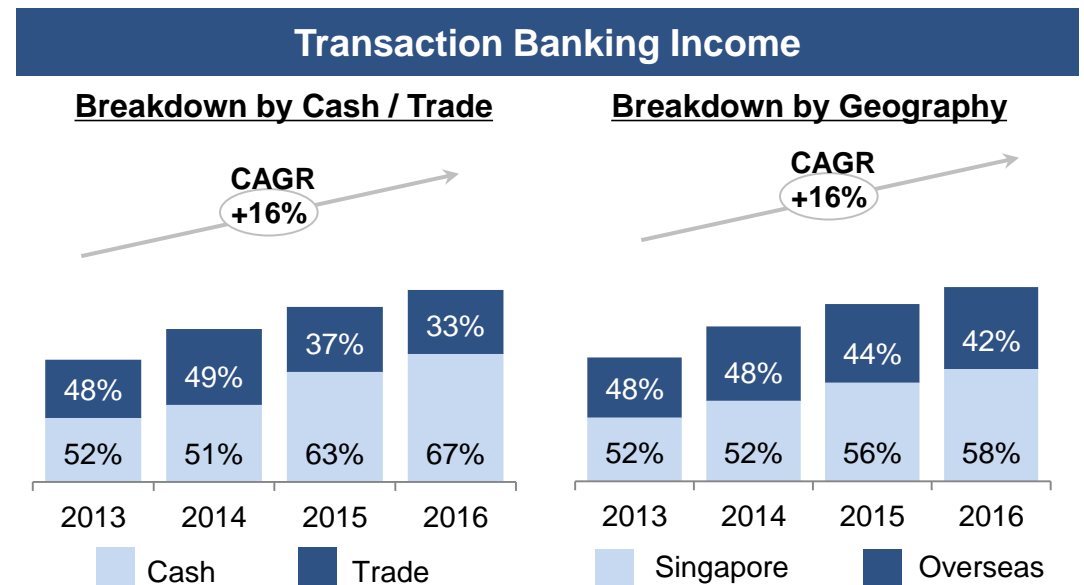 Transaction Banking Income
Breakdown by Cash / Trade
CAGR
+16%
48%
49%
37%
33%
52%
51%
63%
67%
2013
2014
2015
2016
Cash
Trade
Breakdown by Geography
CAGR
+16%
48%
48%
44%
42%
52%
52%
56%
58%
2013
2014
2015
2016
Singapore
Overseas